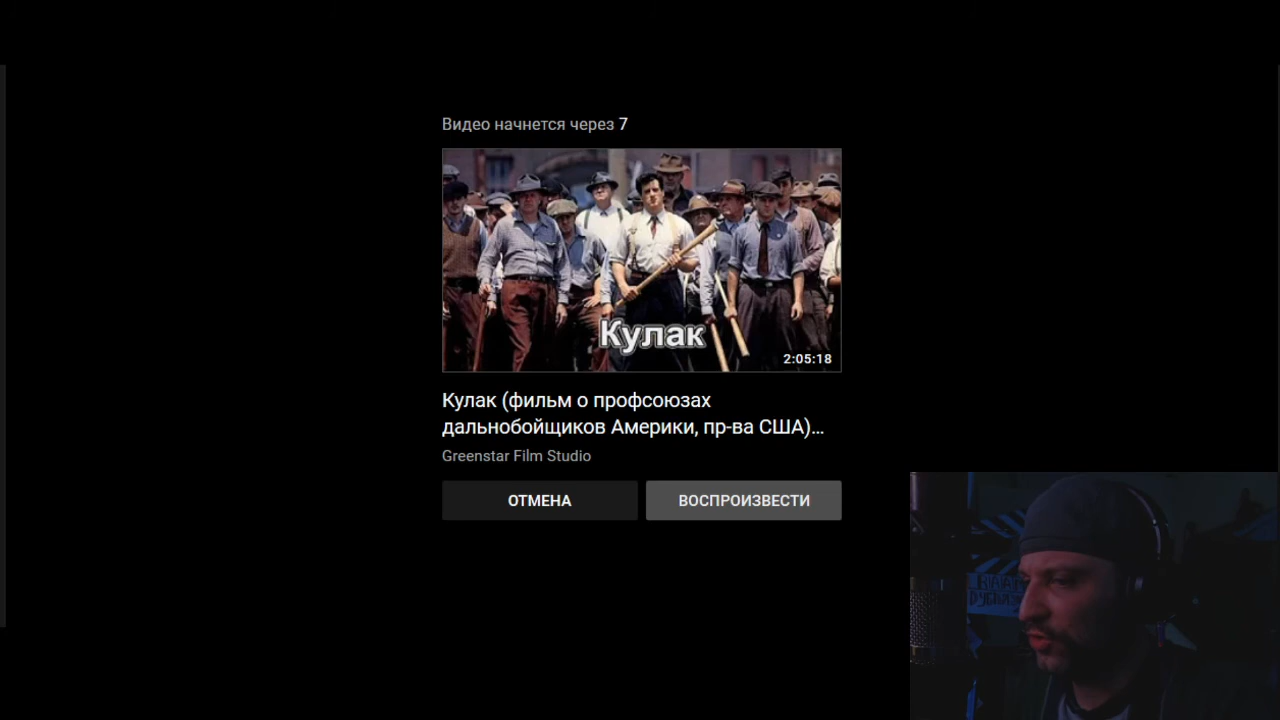 Видео начнется через 7
Кулак
2:05:18
Кулак (фильм о профсоюзах
дальнобойщиков Америки, пр-ва США)...
Greenstar Film Studio
ОТМЕНА
ВОСПРОИЗВЕСТИ